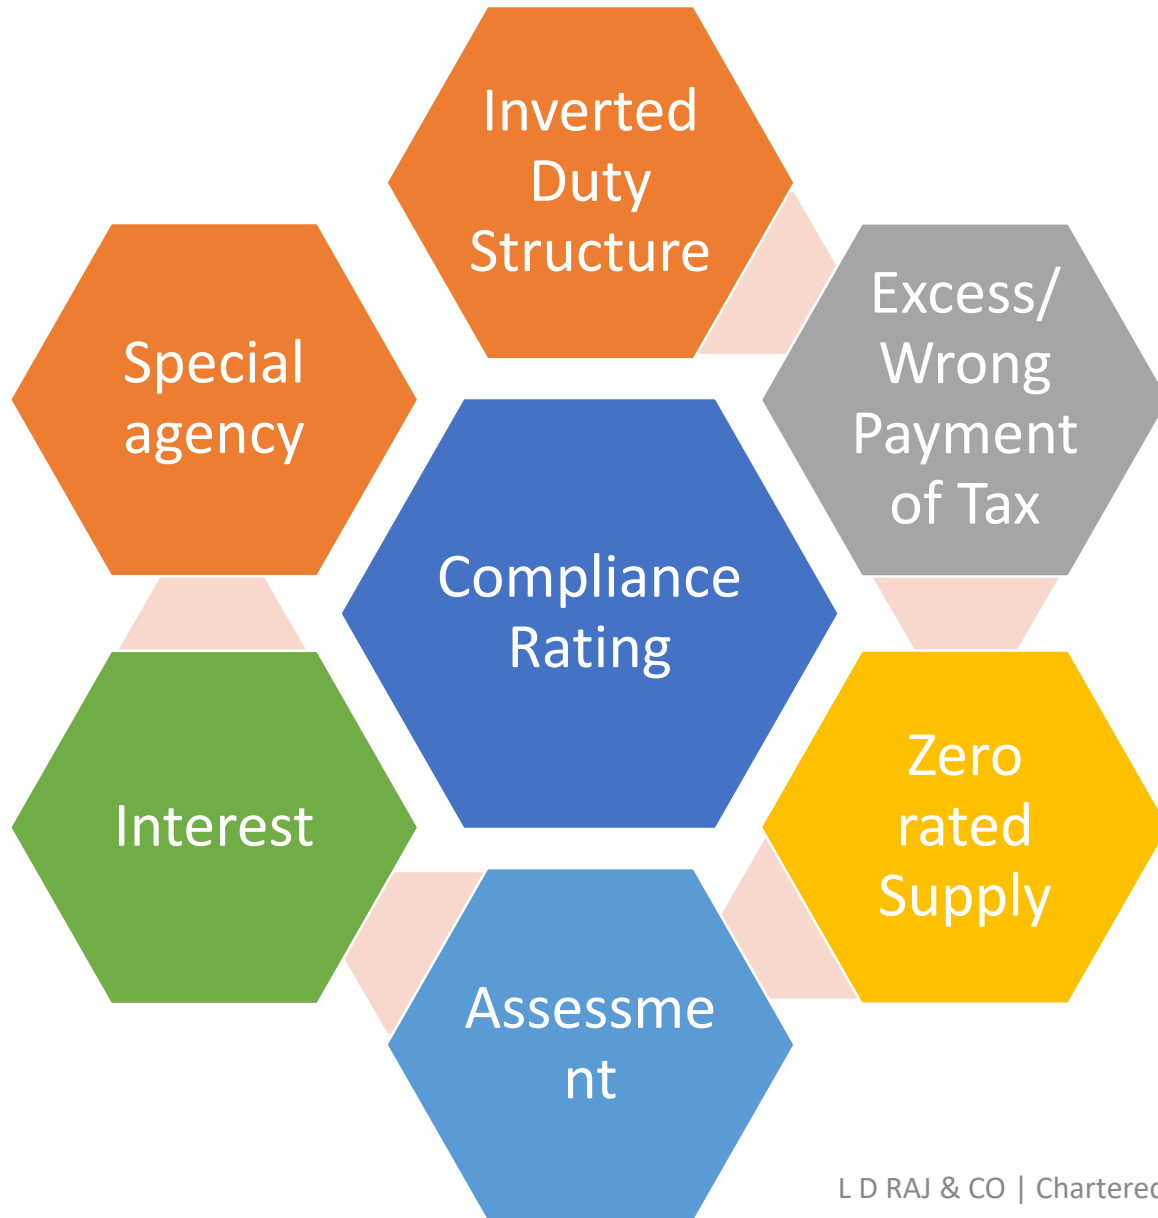 Inverted
Duty
Structure
Excess/
Wrong
Payment
of Tax
Special
agency
Compliance
Rating
Zero
rated
Supply
Interest
Assessme
nt
L D RAJ & CO | Chartered